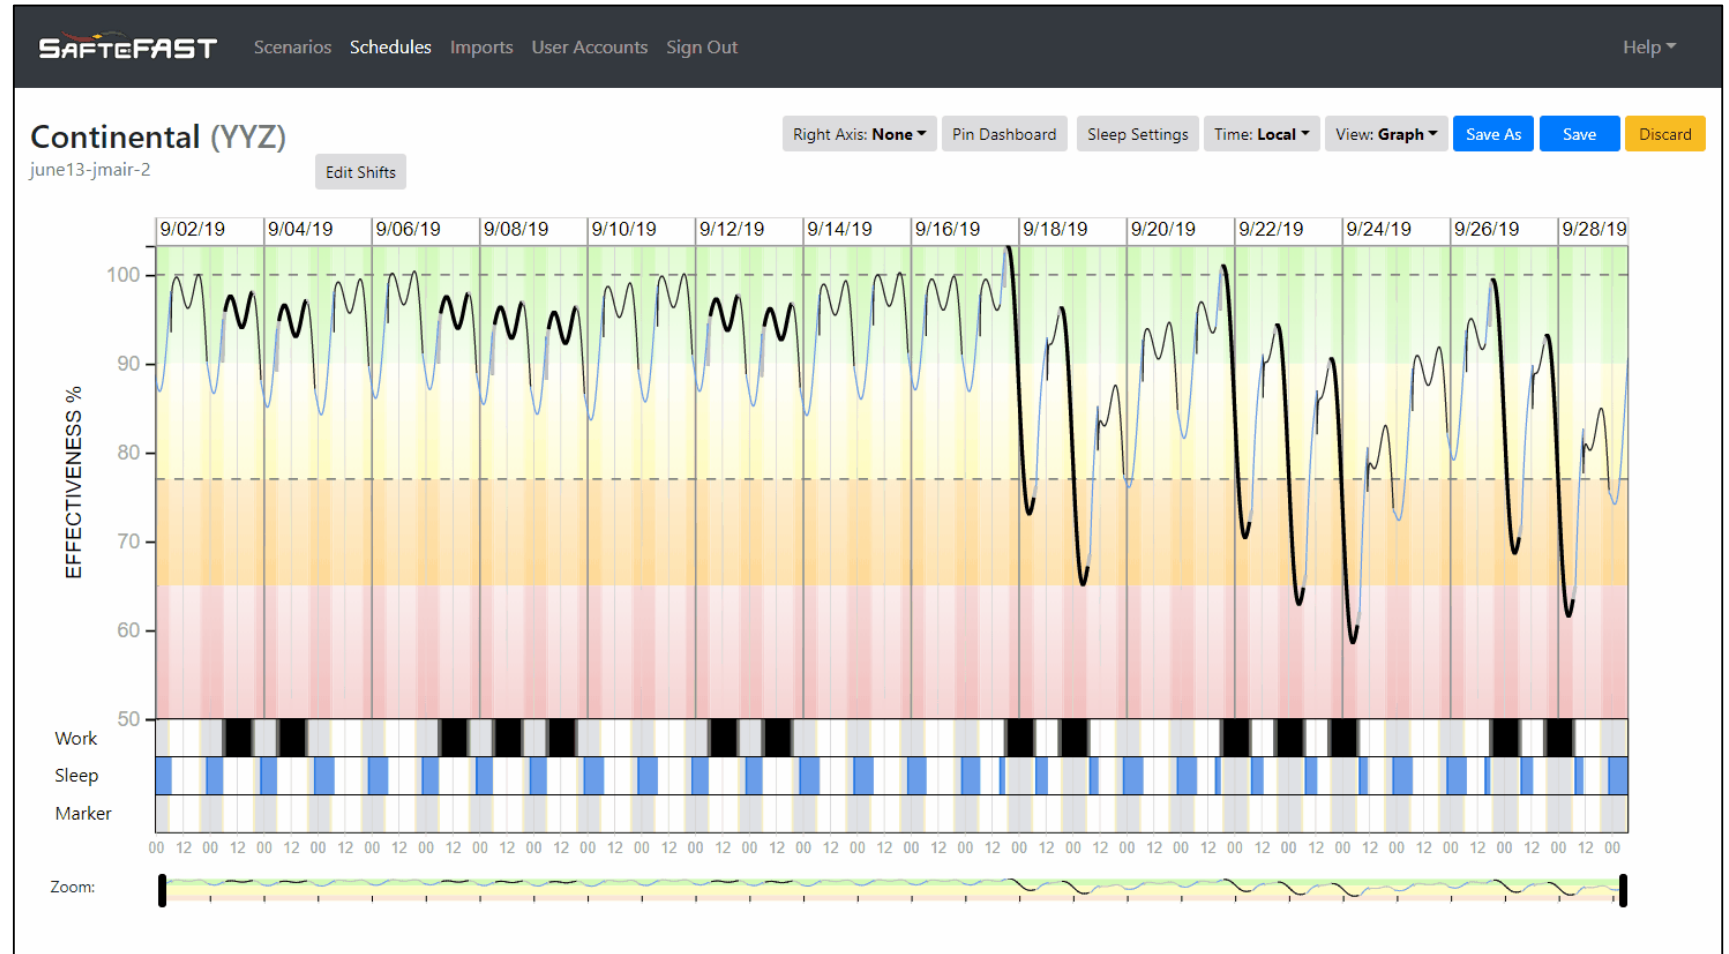 SAFTEFAST Scenarios Schedules Imports User Accounts Sign Out Help
Continental (YYZ) Right Axis: None Pin Dashboard Sleep Settings Time: Local View: Graph Save As Save Discard
june13-jmair-2 Edit Shifts
9/02/19 9/04/19 9/06/19 9/08/19 9/10/19 9/12/19 9/14/19 9/16/19 9/18/19 9/20/19 9/22/19 9/24/19 9/26/19 9/28/19
100
90
80
70
60
50
EFFECTIVENESS %
Work
Sleep
Marker
00 12 00 12 00 12 00 12 00 12 00 12 00 12 00 12 00 12 00 12 00 12 00 12 00 12 00 12 00 12 00 12 00 12 00 12 00 12 00 12 00 12 00 12 00 12 00 12 00 12 00 12 00 12 00
Zoom: